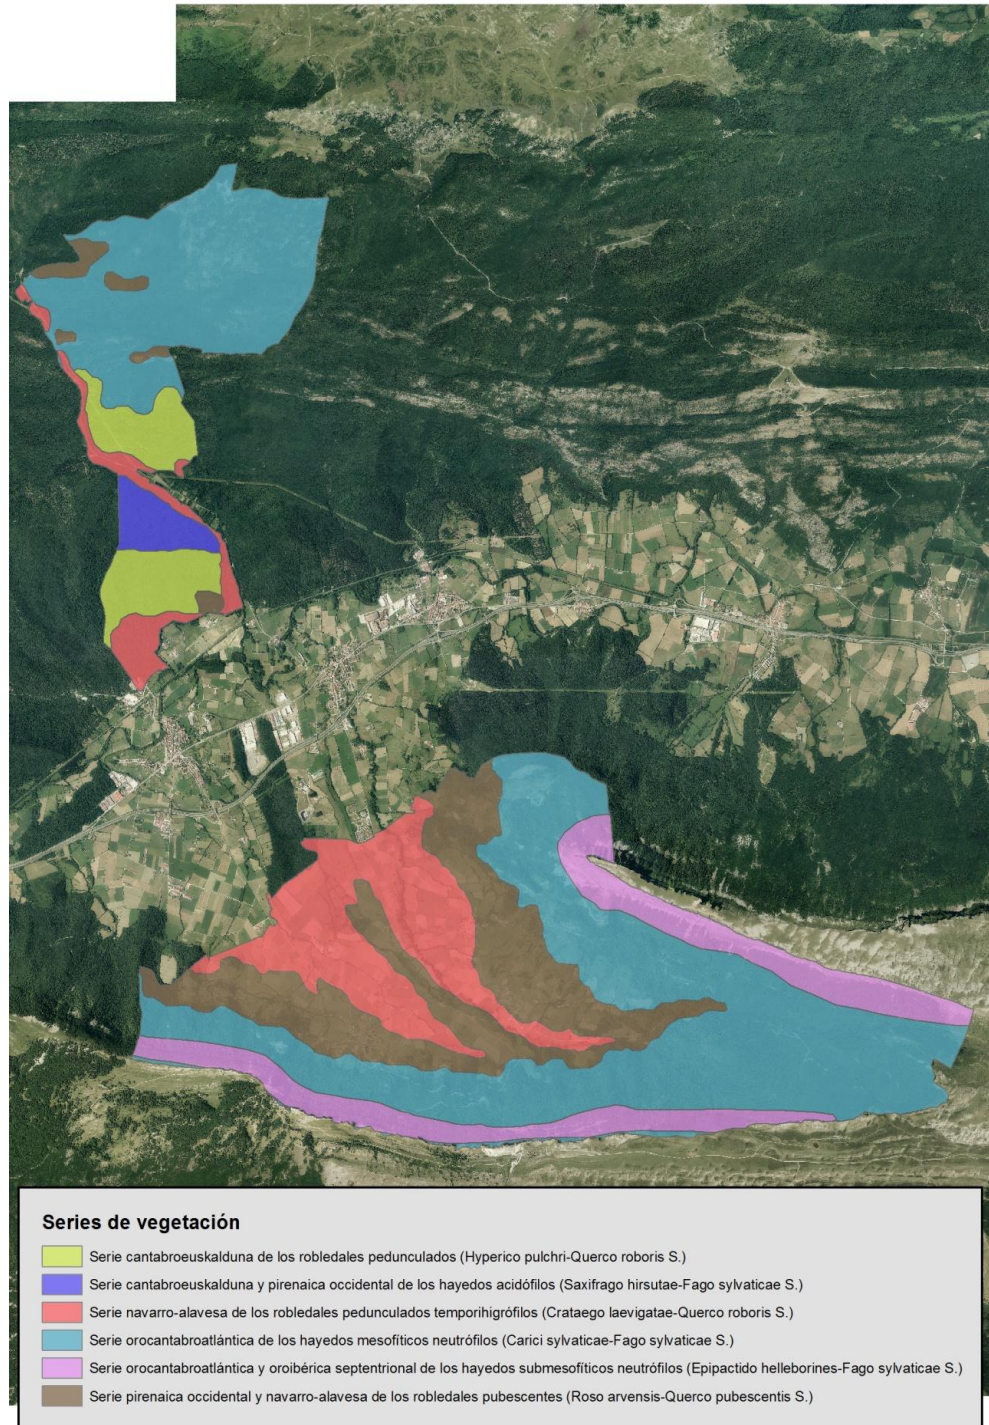 Series de vegetación
Serie cantabroeuskalduna de los robledales pedunculados (Hyperico pulchri-Querco roboris S.)
Serie cantabroeuskalduna y pirenaica occidental de los hayedos acidófilos (Saxifrago hirsutae-Fago sylvaticae S.)
Serie navarro-alavesa de los robledales pedunculados temporihigrófilos (Crataego laevigatae-Querco roboris S.)
Serie orocantabroatlántica de los hayedos mesofíticos neutrófilos (Carici sylvaticae-Fago sylvaticae S.)
Serie orocantabroatlántica y oroibérica septentrional de los hayedos submesofíticos neutrófilos (Epipactido helleborines-Fago sylvaticae S.)
Serie pirenaica occidental y navarro-alavesa de los robledales pubescentes (Roso arvensis-Querco pubescentis S.)